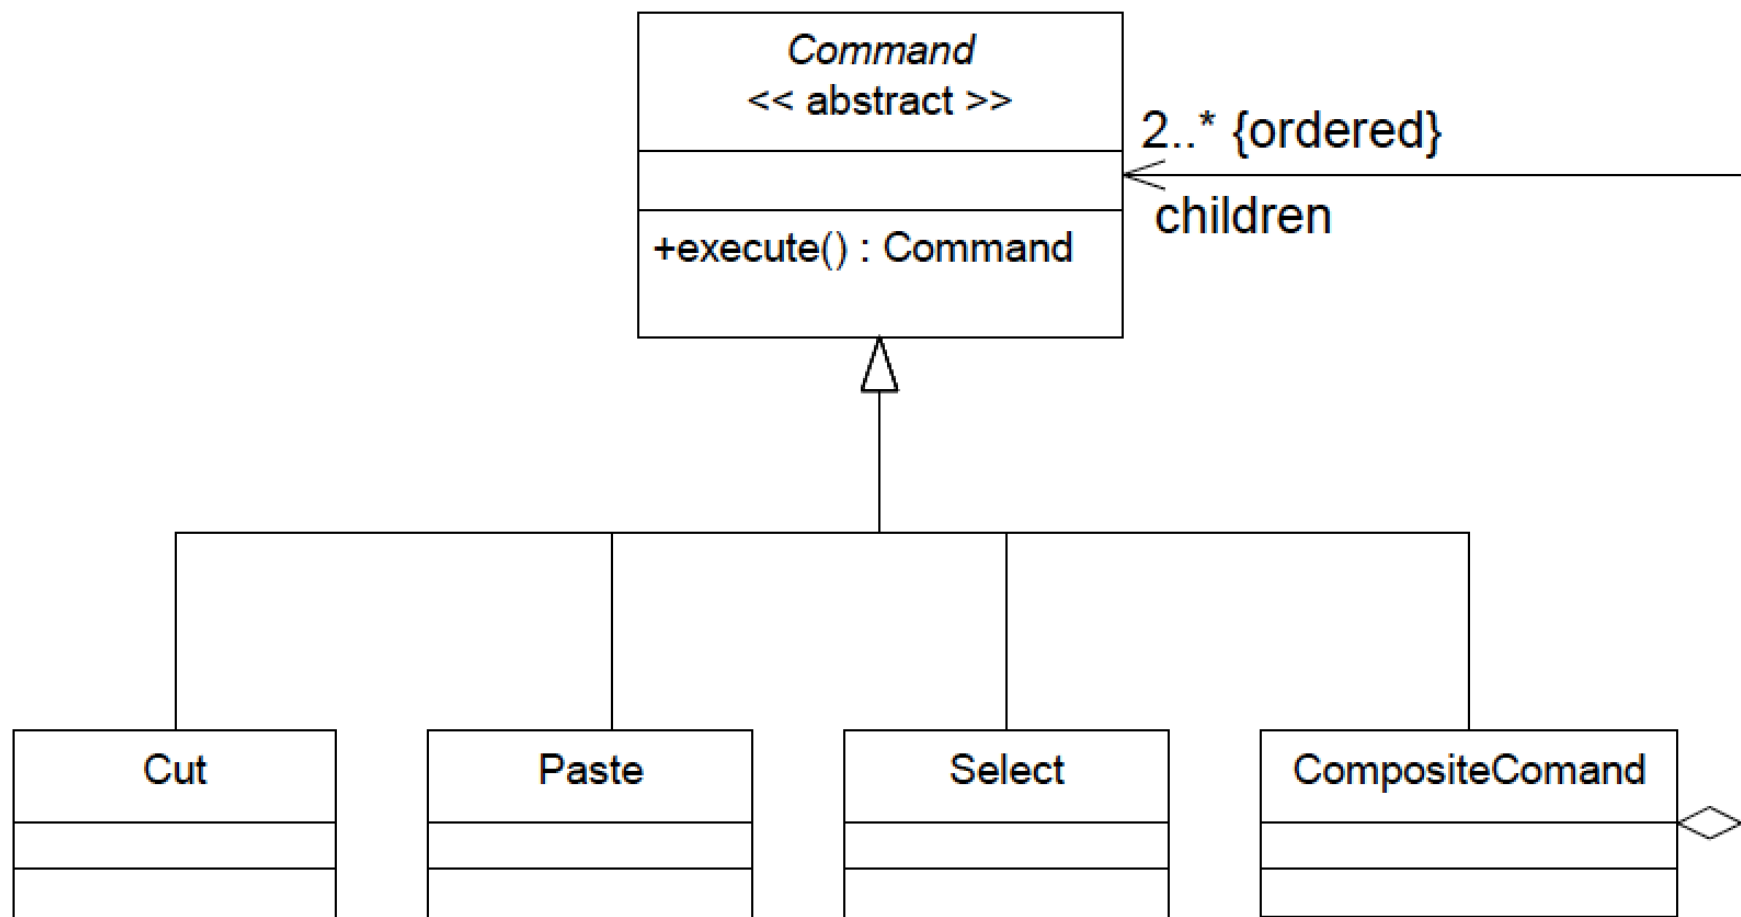 Command
<< abstract >>
2..* {ordered}
children
+execute() : Command
Cut
Paste
Select
CompositeComand